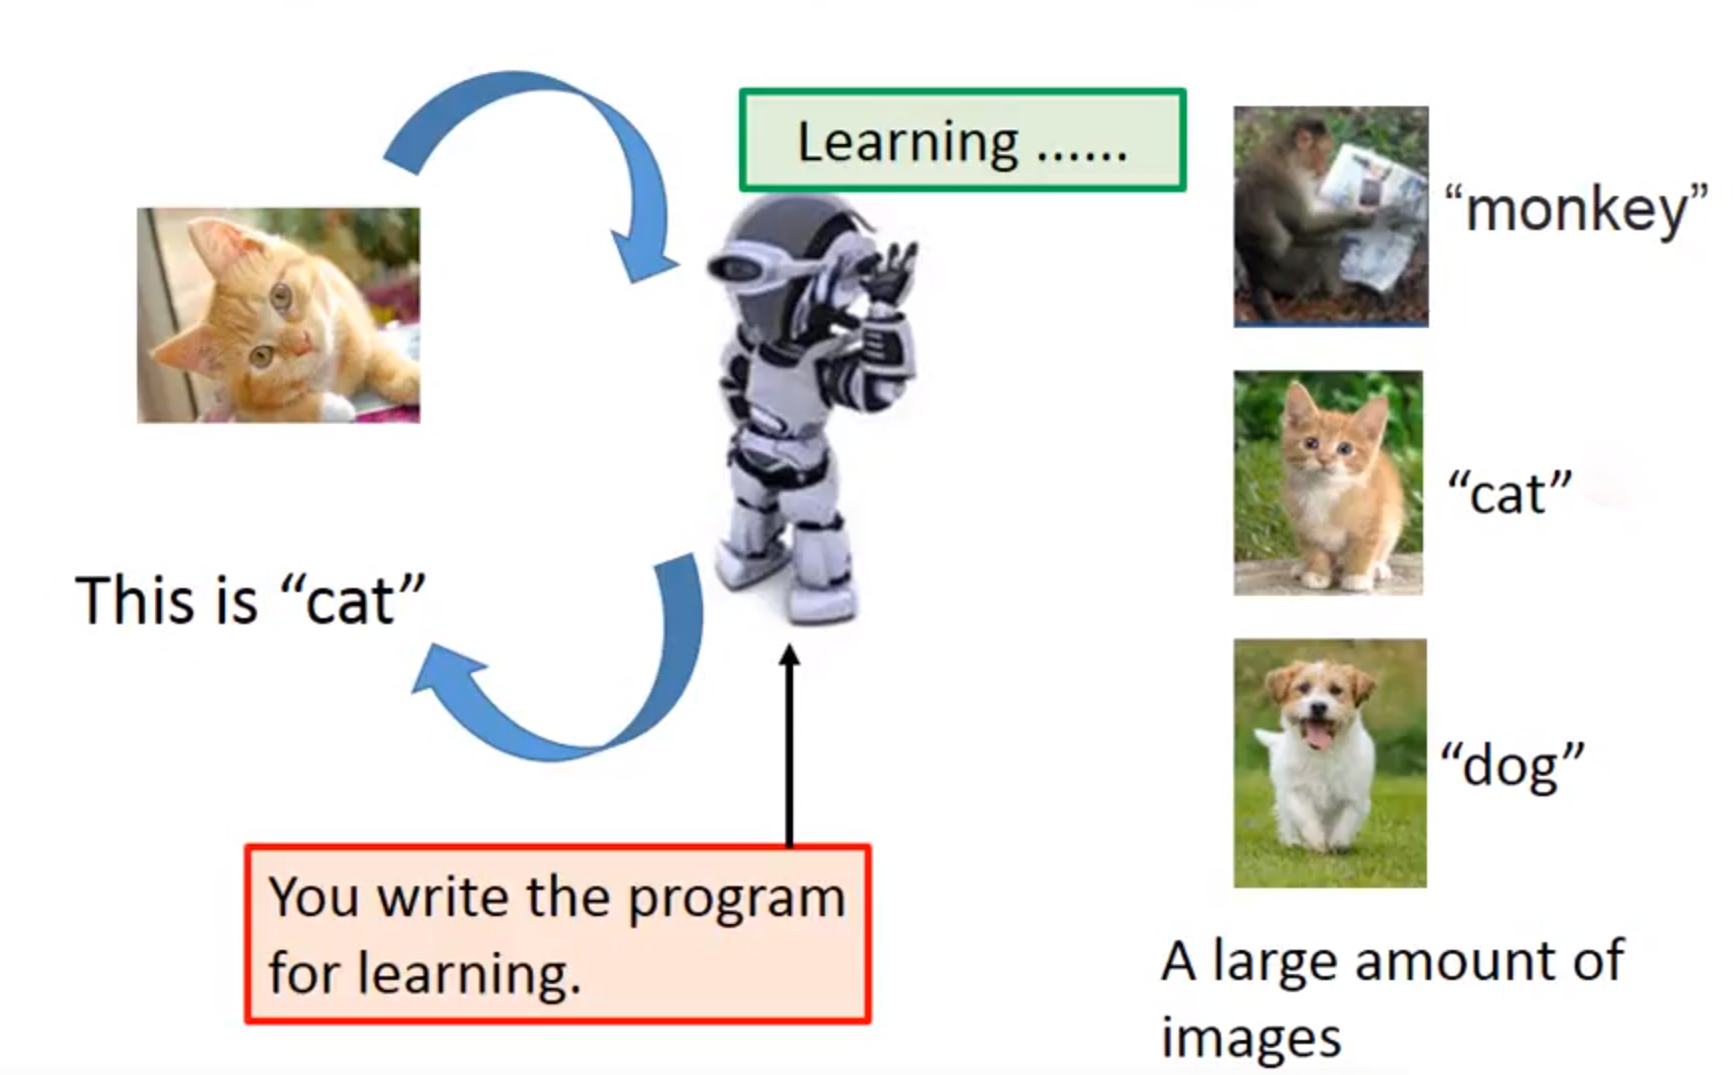 Learning ......
“monkey”
“cat”
This is “cat”
“dog”
You write the program
for learning.
A large amount of
images